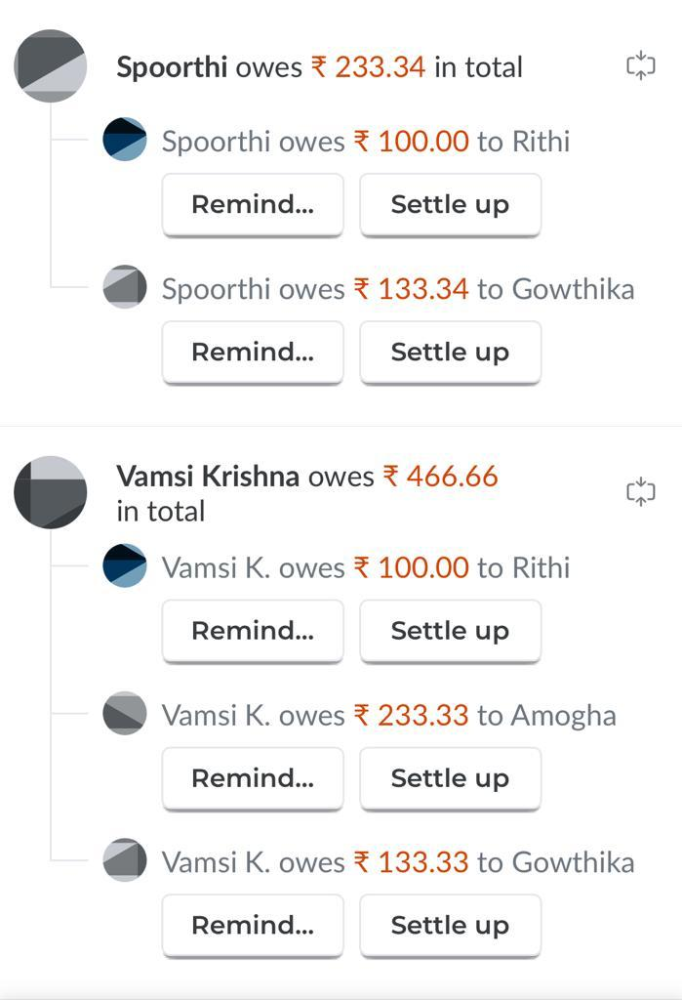 Spoorthi owes ₹ 233.34 in total
Spoorthi owes ₹ 100.00 to Rithi
Remind... Settle up
Spoorthi owes ₹ 133.34 to Gowthika
Remind... Settle up
Vamsi Krishna owes ₹ 466.66
in total
Vamsi K. owes ₹ 100.00 to Rithi
Remind... Settle up
Vamsi K. owes ₹ 233.33 to Amogha
Remind... Settle up
Vamsi K. owes ₹ 133.33 to Gowthika
Remind... Settle up